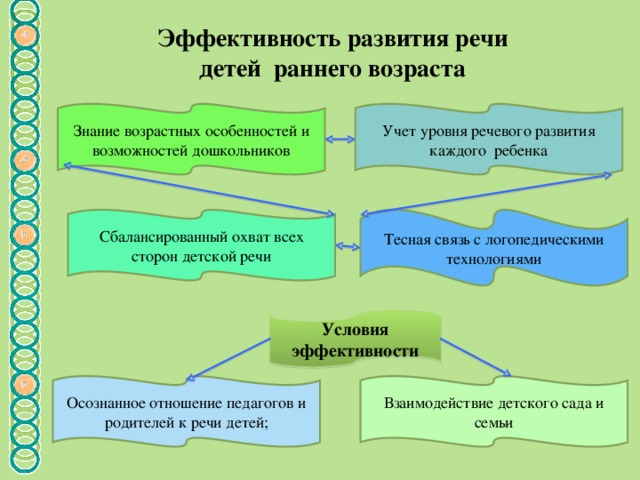 Эффективность развития речи
детей раннего возраста
Знание возрастных особенностей и
возможностей дошкольников
Учет уровня речевого развития
каждого ребенка
Сбалансированный охват всех
сторон детской речи
Тесная связь с логопедическими
технологиями
Условия
эффективности
Осознанное отношение педагогов и
родителей к речи детей;
Взаимодействие детского сада и
семьи